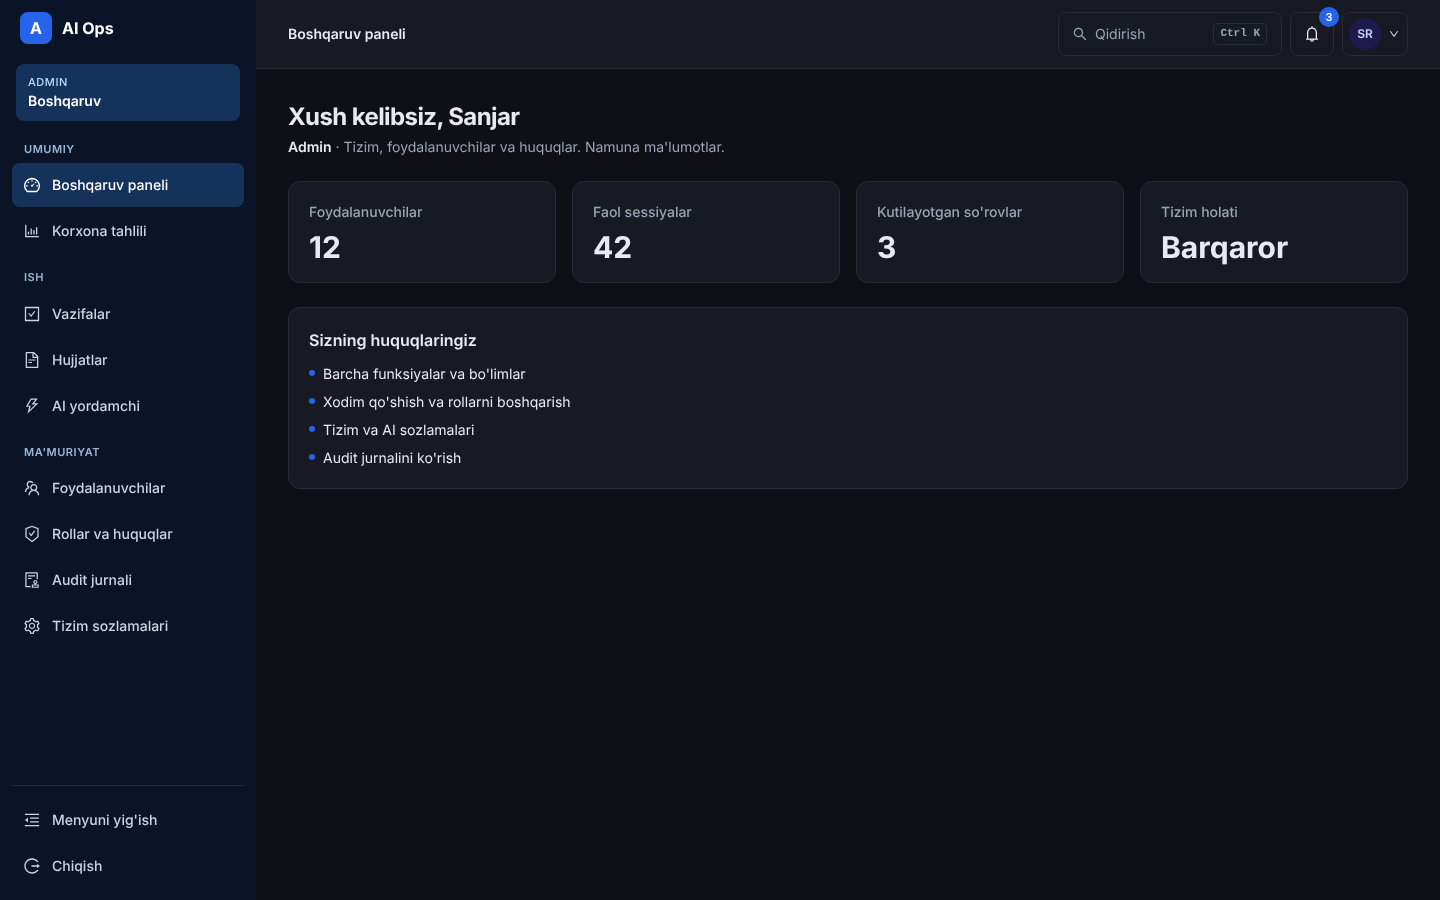 A AI Ops
ADMIN
Boshqaruv
UMUMIY
Boshqaruv paneli
Korxona tahlili
ISH
Vazifalar
Hujjatlar
AI yordamchi
MA'MURIYAT
Foydalanuvchilar
Rollar va huquqlar
Audit jurnali
Tizim sozlamalari
Menyuni yig'ish
Chiqish
Boshqaruv paneli
Qidirish Ctrl K
3
SR
Xush kelibsiz, Sanjar
Admin · Tizim, foydalanuvchilar va huquqlar. Namuna ma'lumotlar.
Foydalanuvchilar
12
Faol sessiyalar
42
Kutilayotgan so'rovlar
3
Tizim holati
Barqaror
Sizning huquqlaringiz
Barcha funksiyalar va bo'limlar
Xodim qo'shish va rollarni boshqarish
Tizim va AI sozlamalari
Audit jurnalini ko'rish